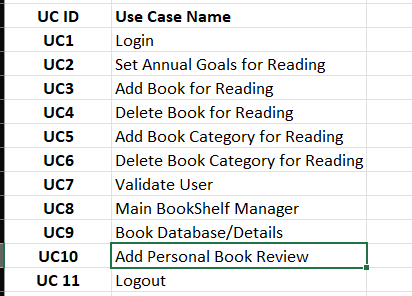 UC ID Use Case Name
UC1 Login
UC2 Set Annual Goals for Reading
UC3 Add Book for Reading
UC4 Delete Book for Reading
UC5 Add Book Category for Reading
UC6 Delete Book Category for Reading
UC7 Validate User
UC8 Main BookShelf Manager
UC9 Book Database/Details
UC10 Add Personal Book Review
UC 11 Logout